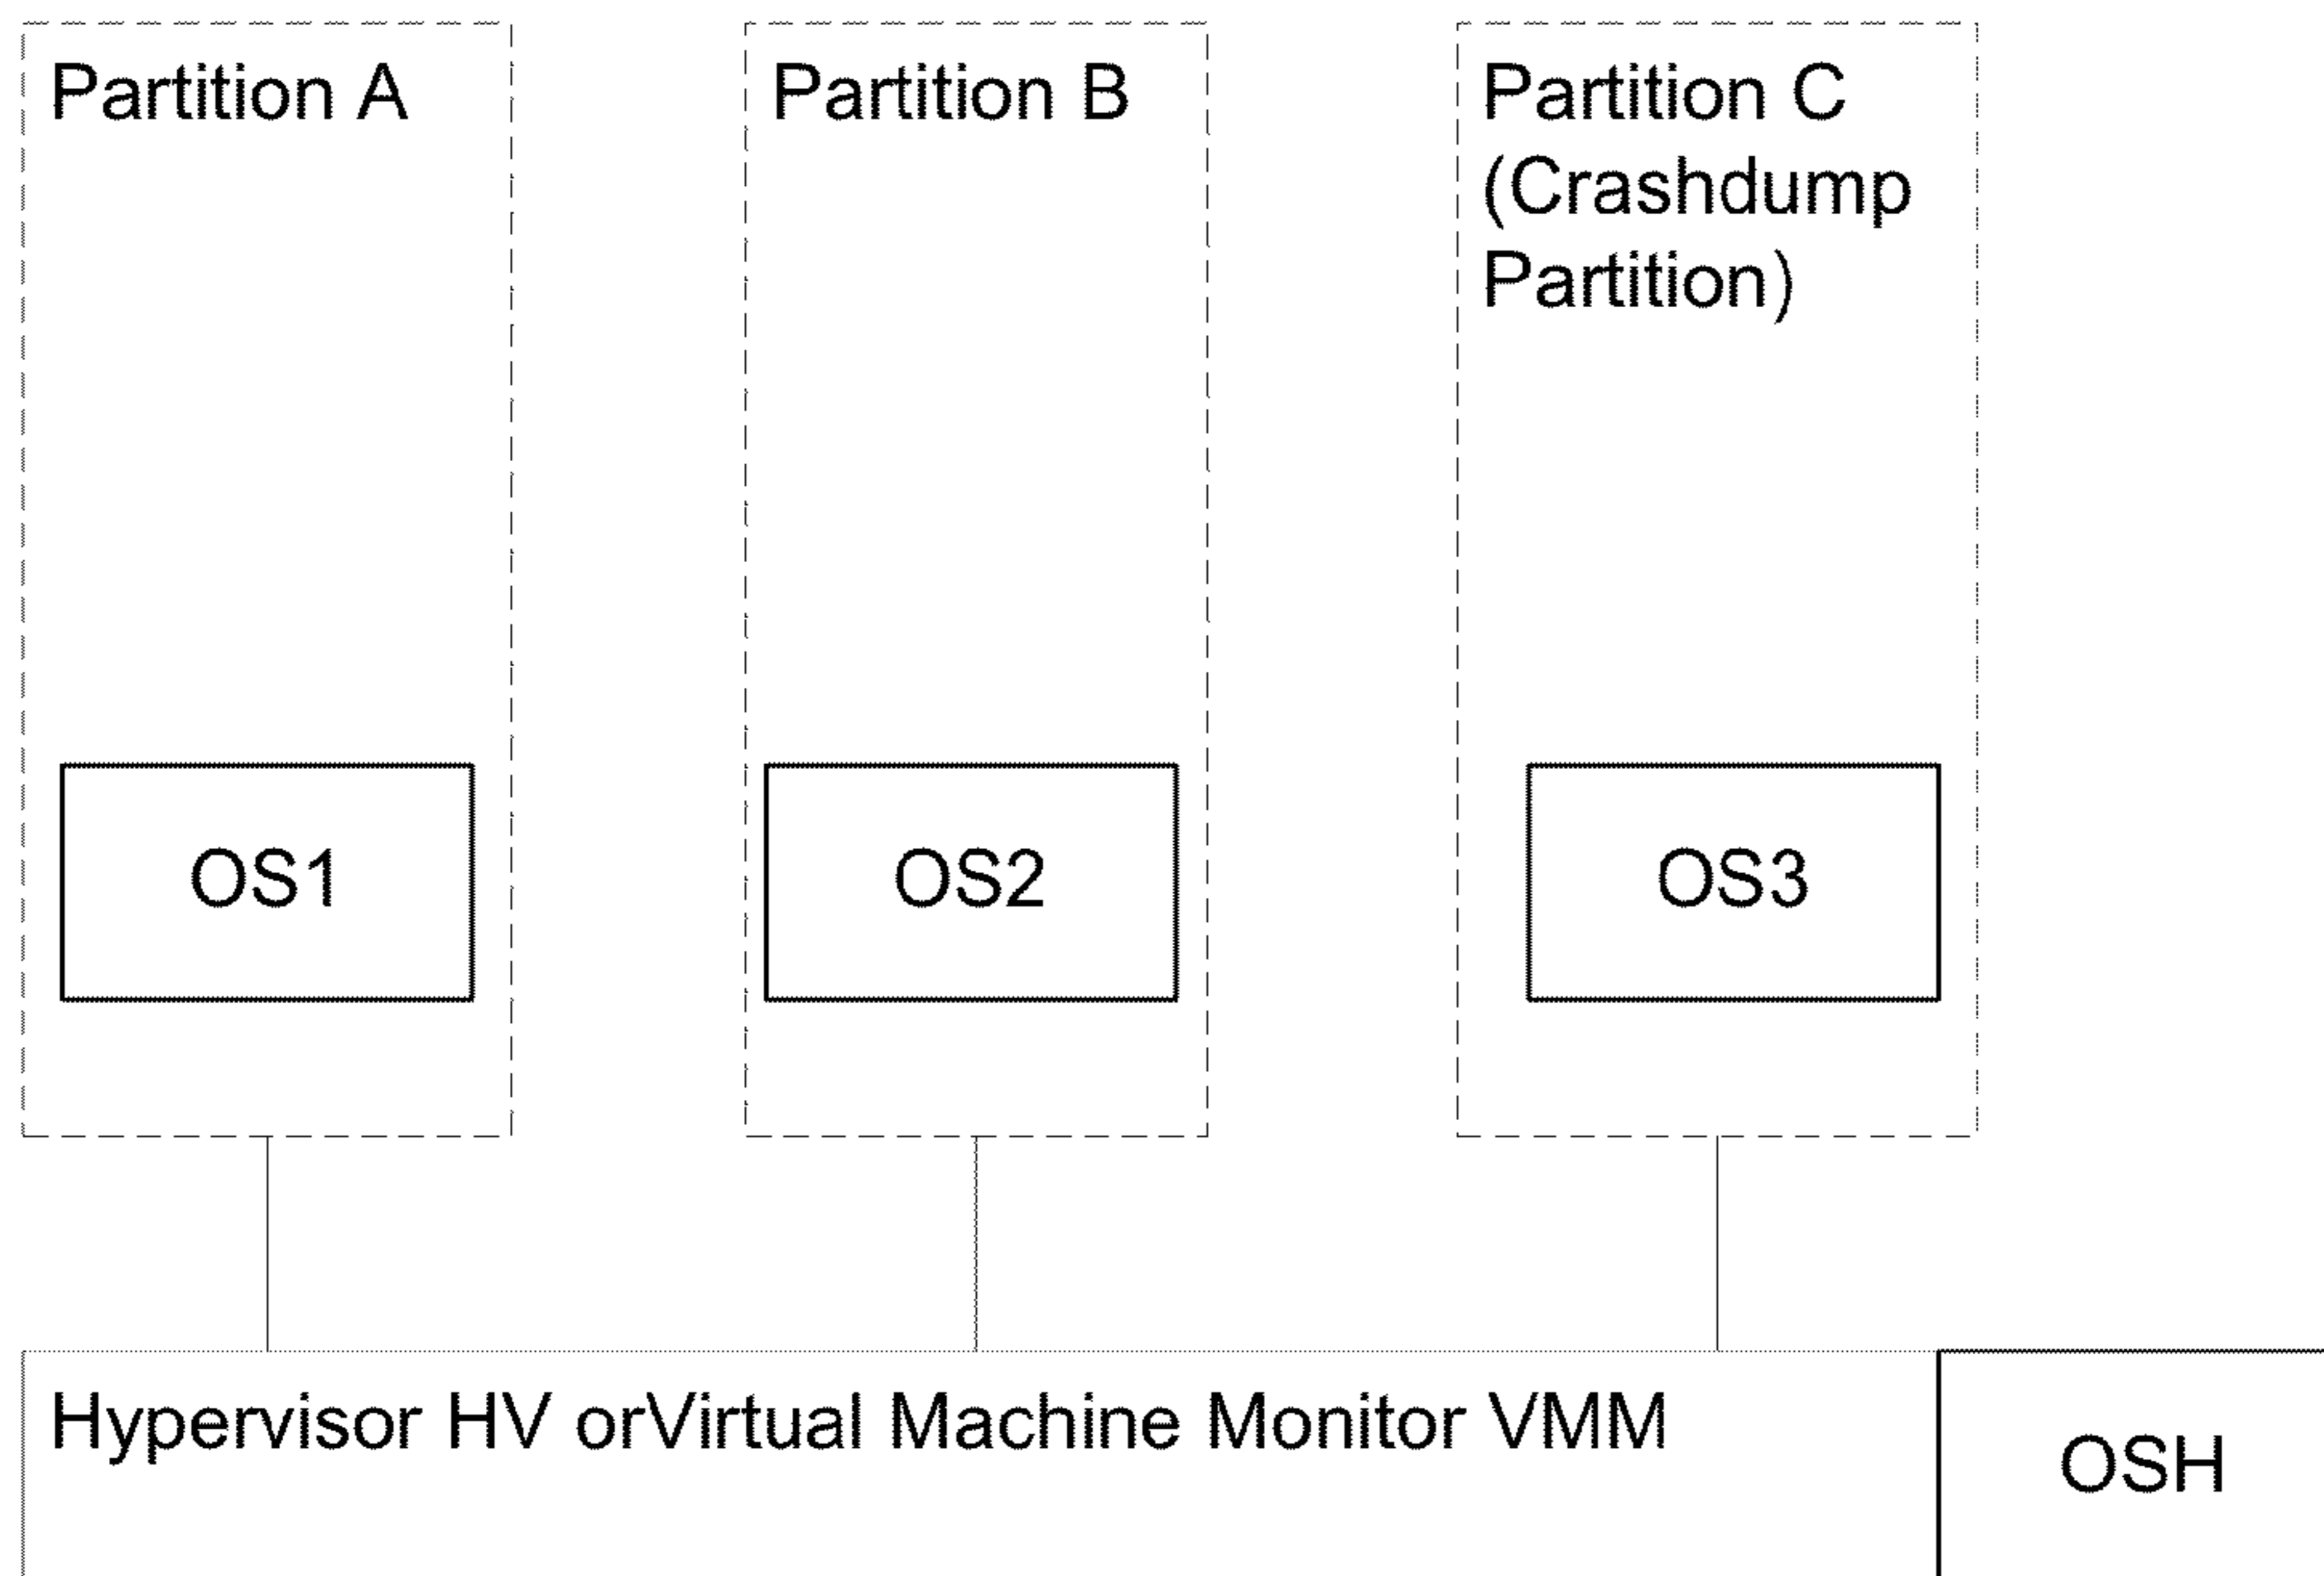 Partition A
Partition B
Partition C
(Crashdump
Partition)
OS1
OS2
OS3
Hypervisor HV orVirtual Machine Monitor VMM
OSH